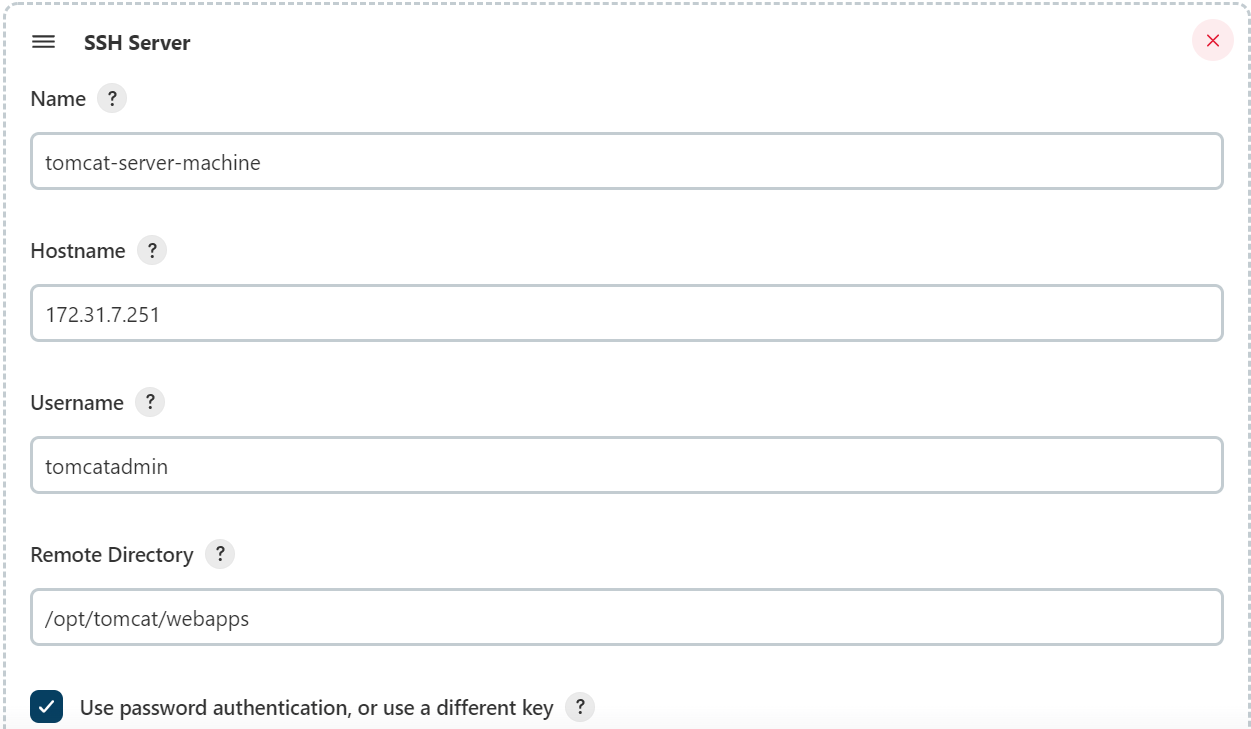 SSH Server
Name ?
tomcat-server-machine
Hostname ?
172.31.7.251
Username ?
tomcatadmin
Remote Directory ?
/opt/tomcat/webapps
Use password authentication, or use a different key ?